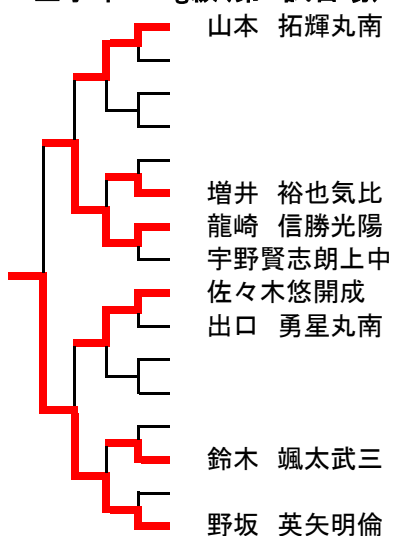 山本 拓輝丸南
増井 裕也気比
龍崎 信勝光陽
宇野賢志朗上中
佐々木悠開成
出口 勇星丸南
鈴木 颯太武三
野坂 英矢明倫